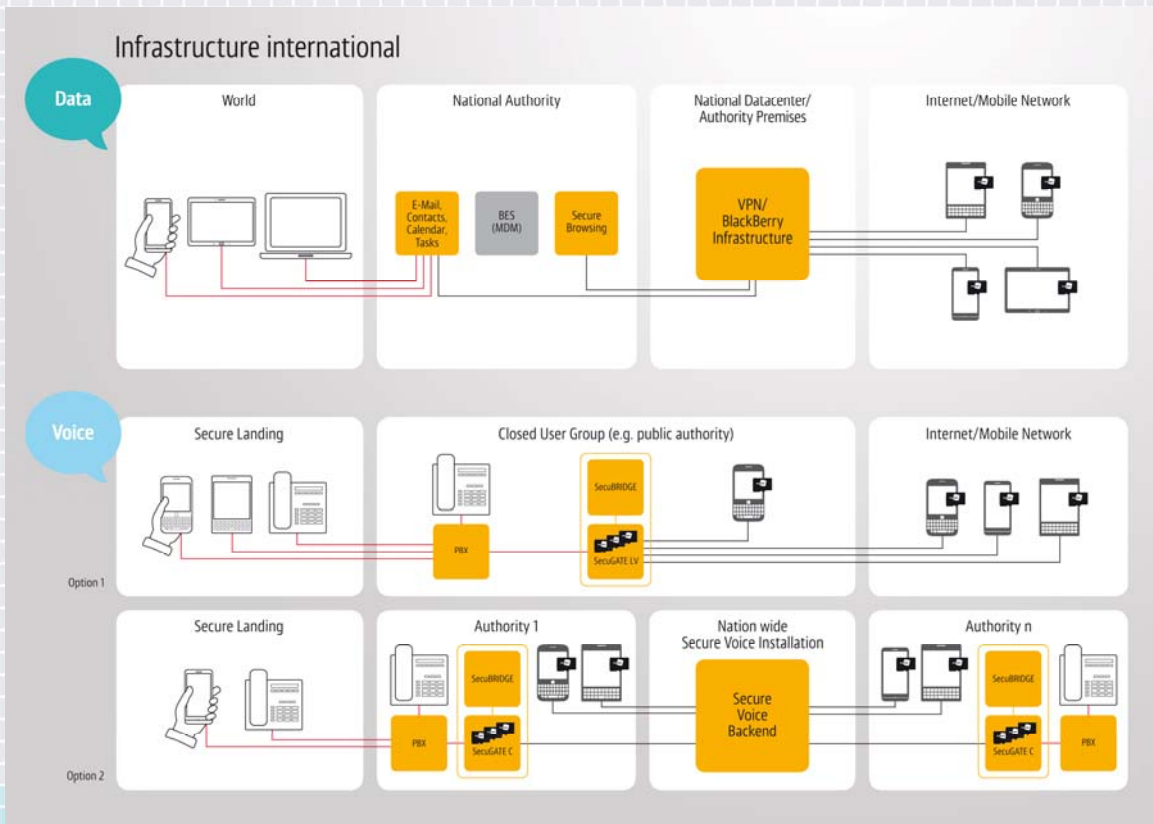 Infrastructure international
Data
World
National Authority
National Datacenter/
Authority Premises
Internet/Mobile Network
E-Mail,
Contacts,
Calendar,
Tasks
BES
(MDM)
Secure
Browsing
VPN/
BlackBerry
Infrastructure
Voice
Secure Landing
Closed User Group (e.g. public authority)
Internet/Mobile Network
SecuBRIDGE
PBX
SecuGATE LV
Option 1
Secure Landing
Authority 1
Nation wide
Secure Voice Installation
Authority n
SecuBRIDGE
PBX
SecuGATE C
Secure
Voice
Backend
SecuBRIDGE
SecuGATE C
PBX
Option 2